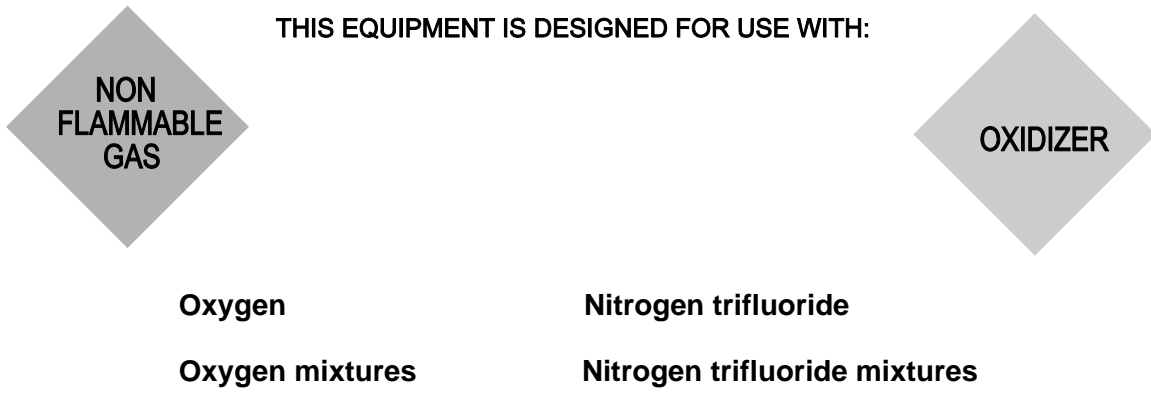 THIS EQUIPMENT IS DESIGNED FOR USE WITH:
NON
FLAMMABLE
GAS
OXIDIZER
Oxygen Nitrogen trifluoride
Oxygen mixtures Nitrogen trifluoride mixtures